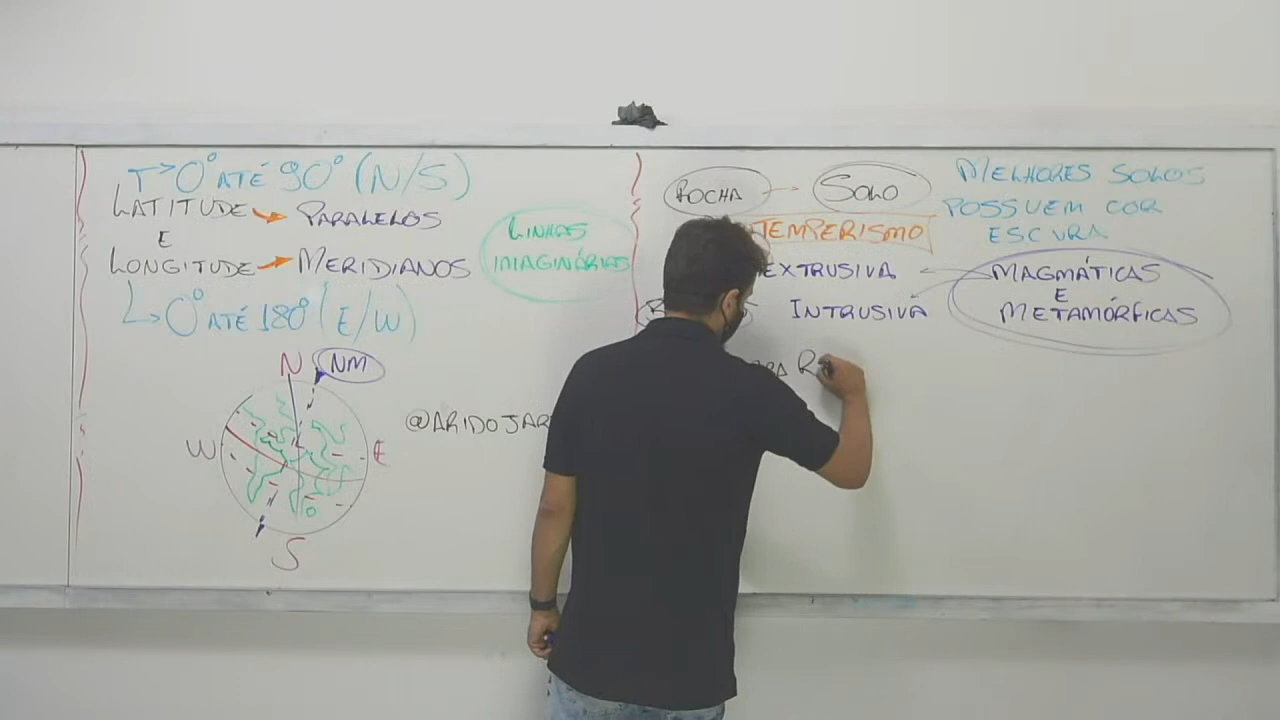 0° ATÉ 90° (N/S)
LATITUDE → PARALELOS
E
LONGITUDE → MERIDIANOS
0° ATÉ 180° (E/W)
LINHAS
IMAGINÁRIAS
N
NM
W
E
S
@ARIDOJAR
ROCHA → SOLO
TEMPERISMO
EXTRUSIVA
INTRUSIVA
MELHORES SOLOS
POSSUEM COR
ESCURA
MAGMÁTICAS
E
METAMÓRFICAS